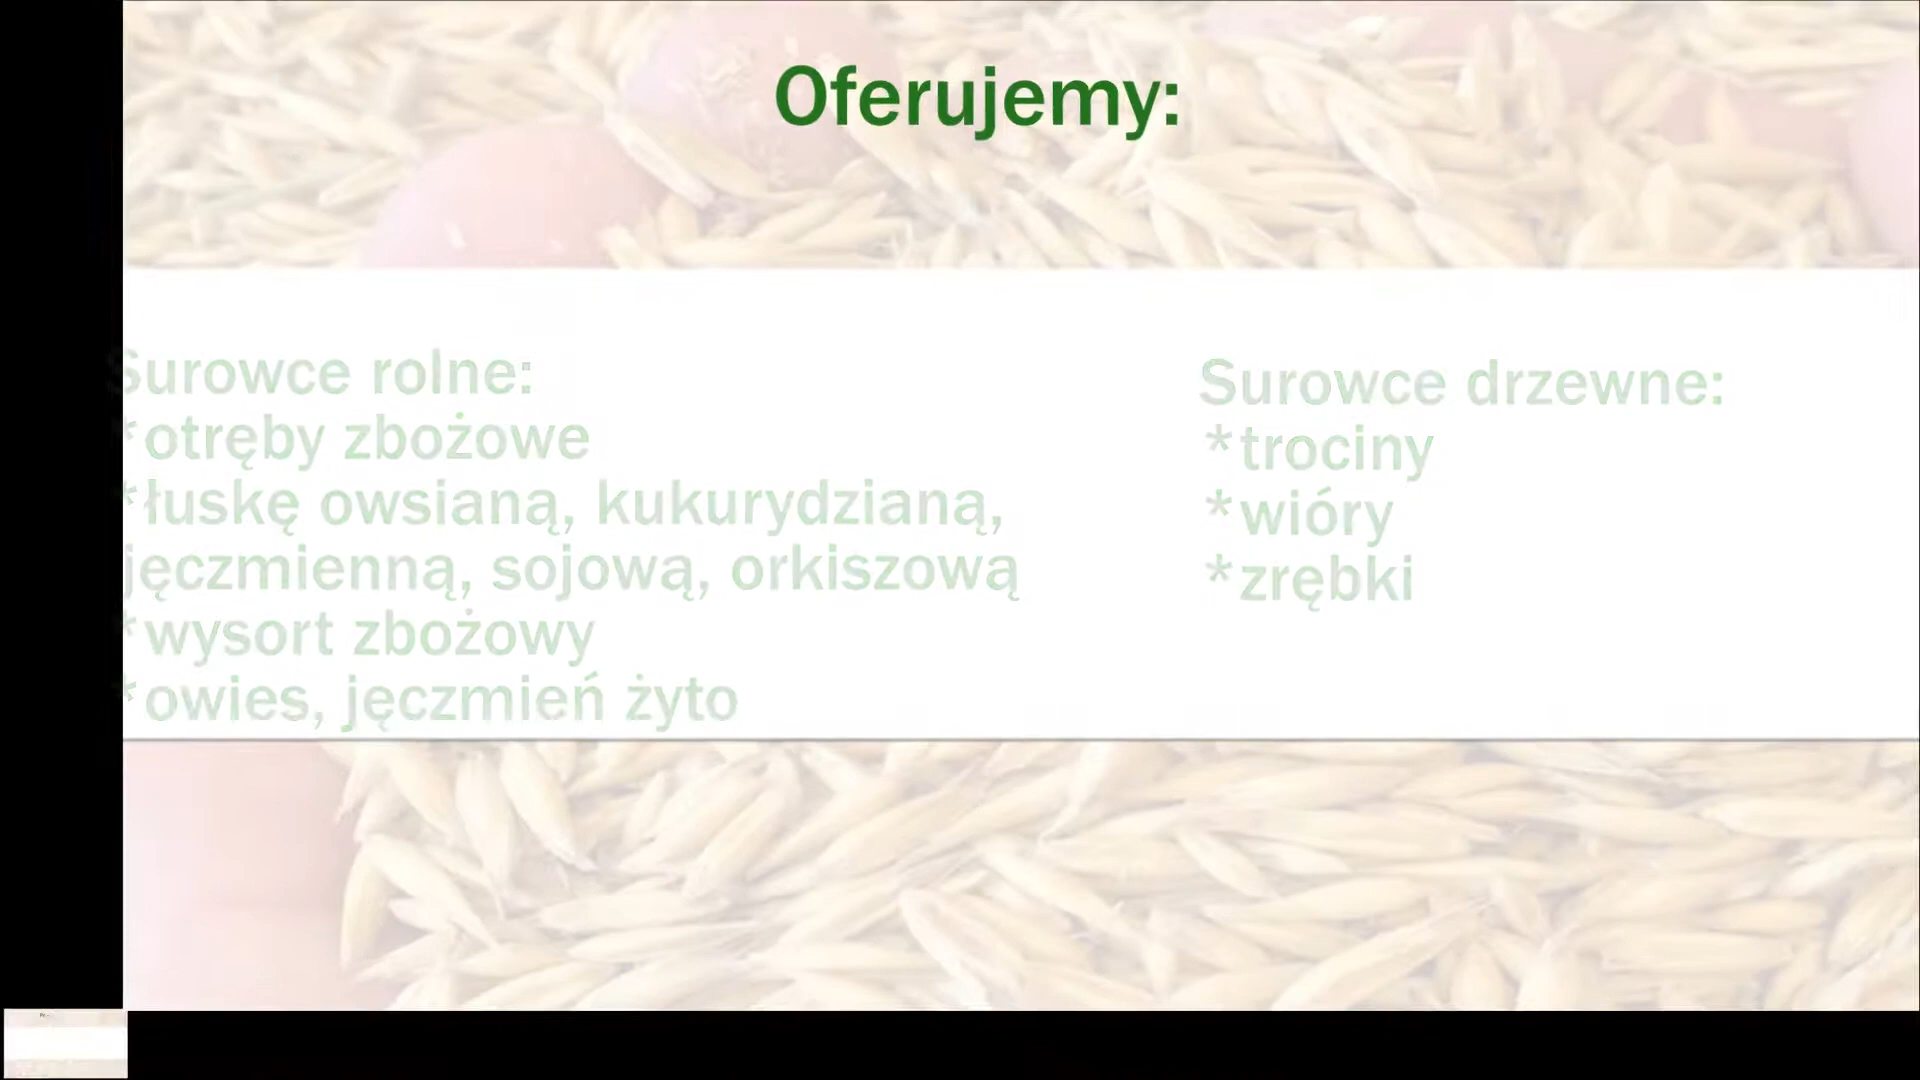 Oferujemy:
Surowce rolne:
*otręby zbożowe
*łuskę owsianą, kukurydzianą,
jęczmienną, sojową, orkiszową
*wysort zbożowy
*owies, jęczmień żyto
Surowce drzewne:
*trociny
*wióry
*zrębki